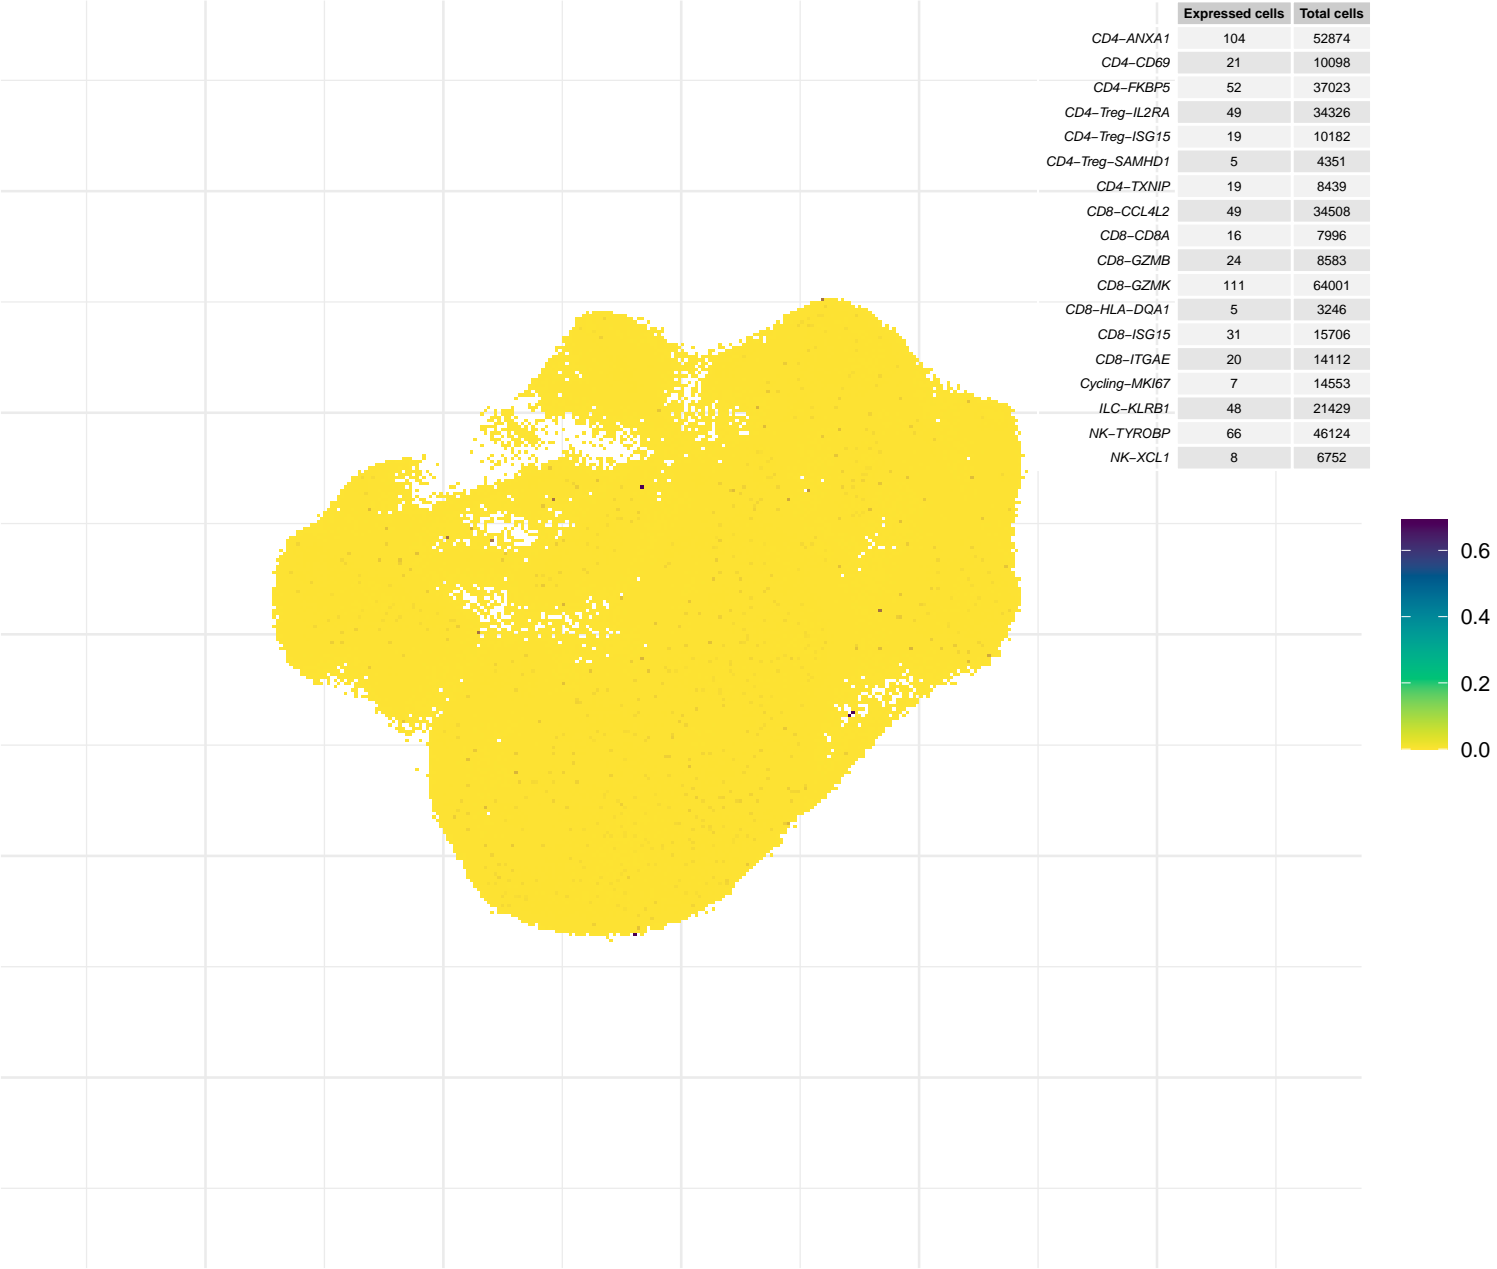 Expressed cells Total cells
CD4−ANXA1 104 52874
CD4−CD69 21 10098
CD4−FKBP5 52 37023
CD4−Treg−IL2RA 49 34326
CD4−Treg−ISG15 19 10182
CD4−Treg−SAMHD1 5 4351
CD4−TXNIP 19 8439
CD8−CCL4L2 49 34508
CD8−CD8A 16 7996
CD8−GZMB 24 8583
CD8−GZMK 111 64001
CD8−HLA−DQA1 5 3246
CD8−ISG15 31 15706
CD8−ITGAE 20 14112
Cycling−MKI67 7 14553
ILC−KLRB1 48 21429
NK−TYROBP 66 46124
NK−XCL1 8 6752
0.6
0.4
0.2
0.0